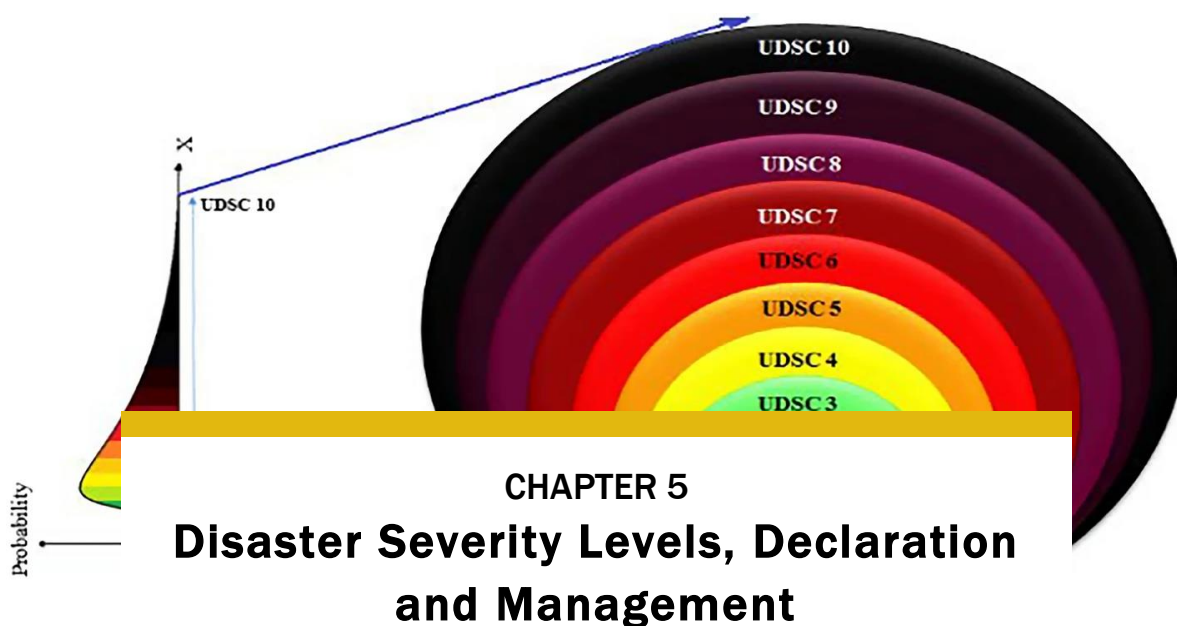 UDSC 10
UDSC 9
UDSC 8
X
UDSC 10
UDSC 7
UDSC 6
UDSC 5
UDSC 4
UDSC 3
CHAPTER 5
Probability
Disaster Severity Levels, Declaration
and Management